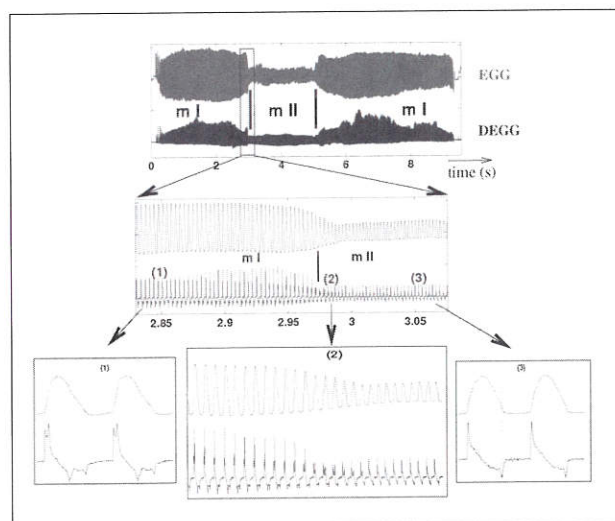 EGG
m I m II m I
DEGG
0 2 4 6 8
time (s)
m I m II
(1) (2) (3)
2.85 2.9 2.95 3 3.05
(1) (2) (3)